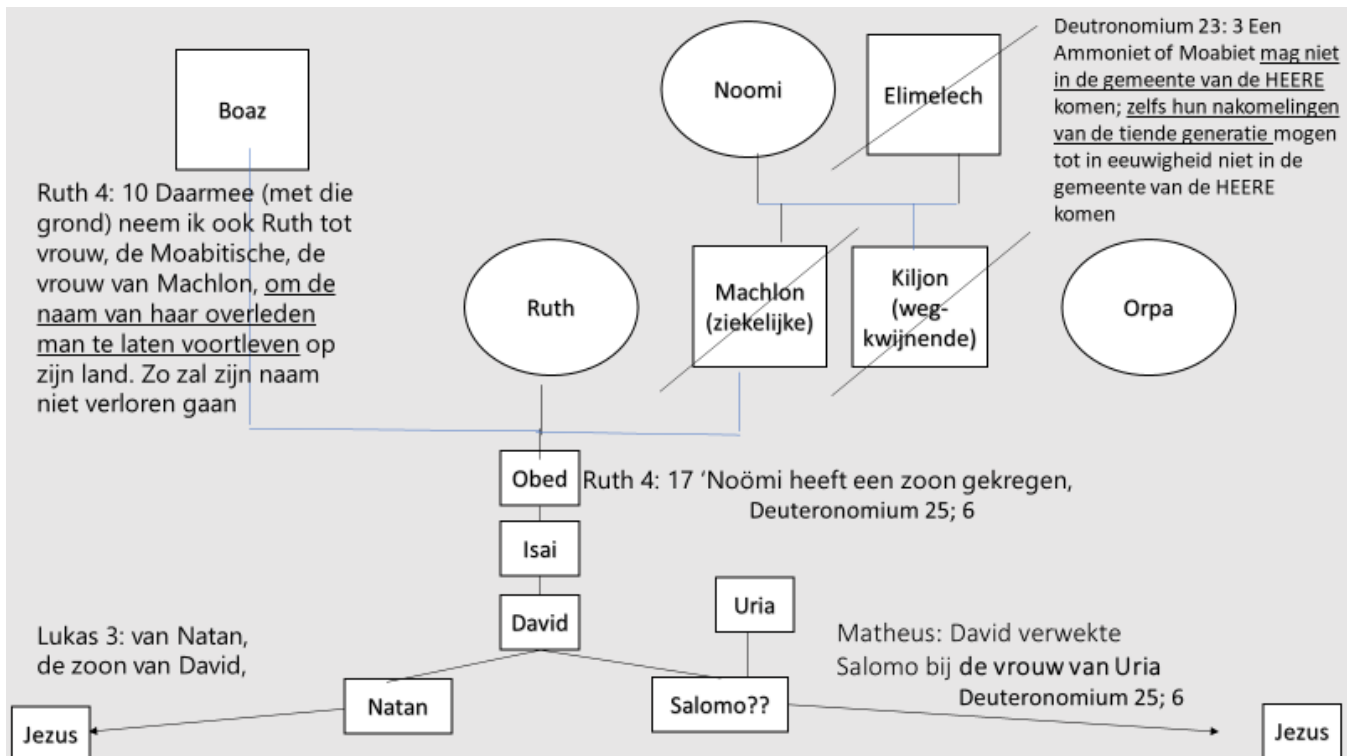 Boaz
Noomi
Elimelech
Deutronomium 23: 3 Een
Ammoniet of Moabiet mag niet
in de gemeente van de HEERE
komen; zelfs hun nakomelingen
van de tiende generatie mogen
tot in eeuwigheid niet in de
gemeente van de HEERE
komen
Ruth 4: 10 Daarmee (met die
grond) neem ik ook Ruth tot
vrouw, de Moabitische, de
vrouw van Machlon, om de
naam van haar overleden
man te laten voortleven op
zijn land. Zo zal zijn naam
niet verloren gaan
Ruth
Machlon
(ziekelijke)
Kiljon
(weg-
kwijnende)
Orpa
Obed
Ruth 4: 17 ‘Noömi heeft een zoon gekregen,
Deuteronomium 25; 6
Isai
David
Uria
Lukas 3: van Natan,
de zoon van David,
Matheus: David verwekte
Salomo bij de vrouw van Uria
Deuteronomium 25; 6
Natan
Salomo??
Jezus
Jezus